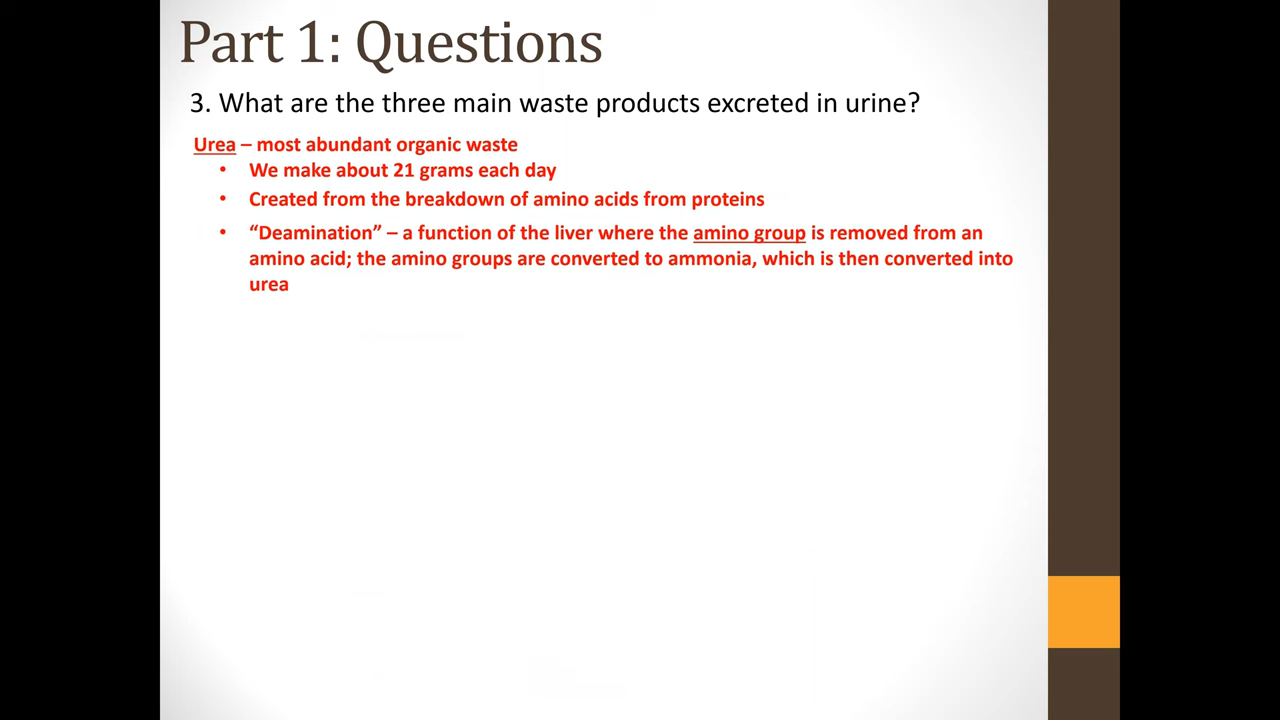 Part 1: Questions
3. What are the three main waste products excreted in urine?
Urea – most abundant organic waste
• We make about 21 grams each day
• Created from the breakdown of amino acids from proteins
• “Deamination” – a function of the liver where the amino group is removed from an
amino acid; the amino groups are converted to ammonia, which is then converted into
urea